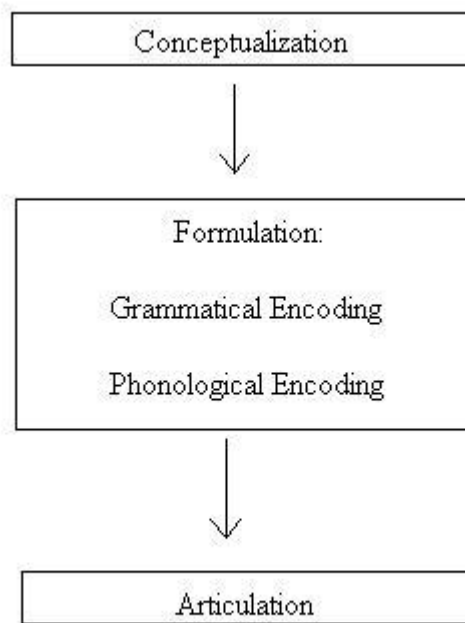 Conceptualization
Formulation:
Grammatical Encoding
Phonological Encoding
Articulation